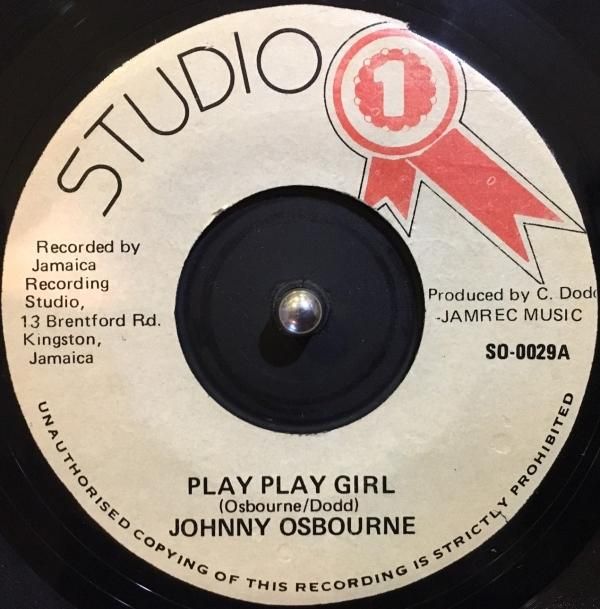 STUDIO 1
Recorded by
Jamaica
Recording
Studio,
13 Brentford Rd.
Kingston,
Jamaica
Produced by C. Dodd
-JAMREC MUSIC
SO-0029A
PLAY PLAY GIRL
(Osbourne/Dodd)
JOHNNY OSBOURNE
UNAUTHORISED COPYING OF THIS RECORDING IS STRICTLY PROHIBITED